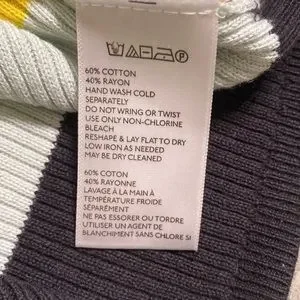 60% COTTON
40% RAYON
HAND WASH COLD
SEPARATELY
DO NOT WRING OR TWIST
USE ONLY NON-CHLORINE
BLEACH
RESHAPE & LAY FLAT TO DRY
LOW IRON AS NEEDED
MAY BE DRY CLEANED
60% COTON
40% RAYONNE
LAVAGE À LA MAIN À
TEMPÉRATURE FROIDE
SÉPARÉMENT
NE PAS ESSORER OU TORDRE
UTILISER UN AGENT DE
BLANCHIMENT SANS CHLORE SI